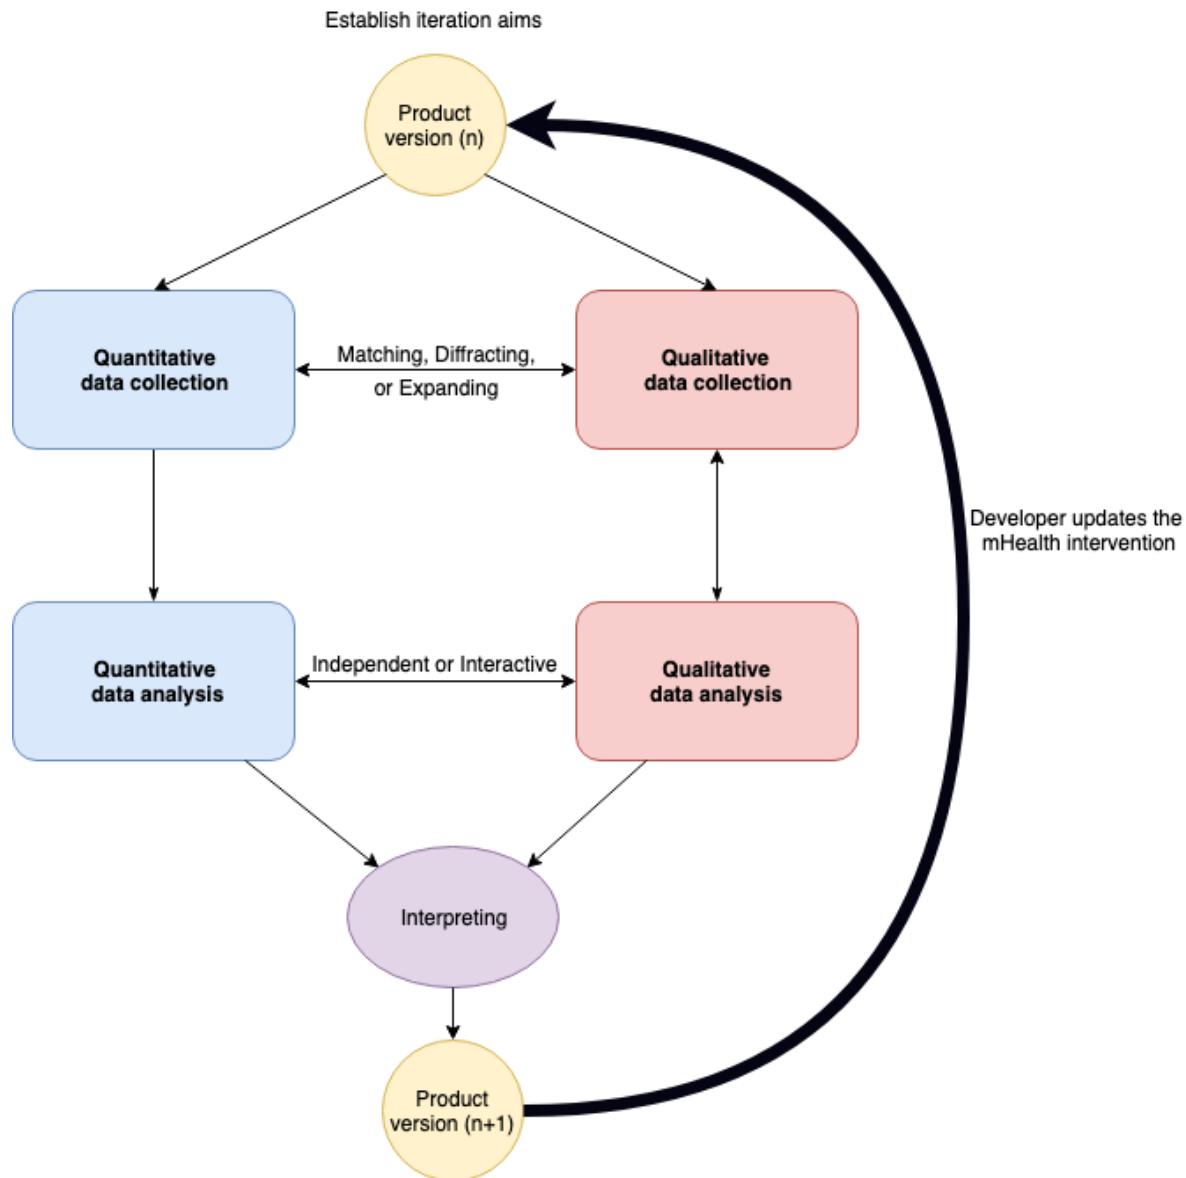 Establish iteration aims
Product
version (n)
Quantitative
data collection
Matching, Diffracting,
or Expanding
Qualitative
data collection
Developer updates the
mHealth intervention
Quantitative
data analysis
Independent or Interactive
Qualitative
data analysis
Interpreting
Product
version (n+1)